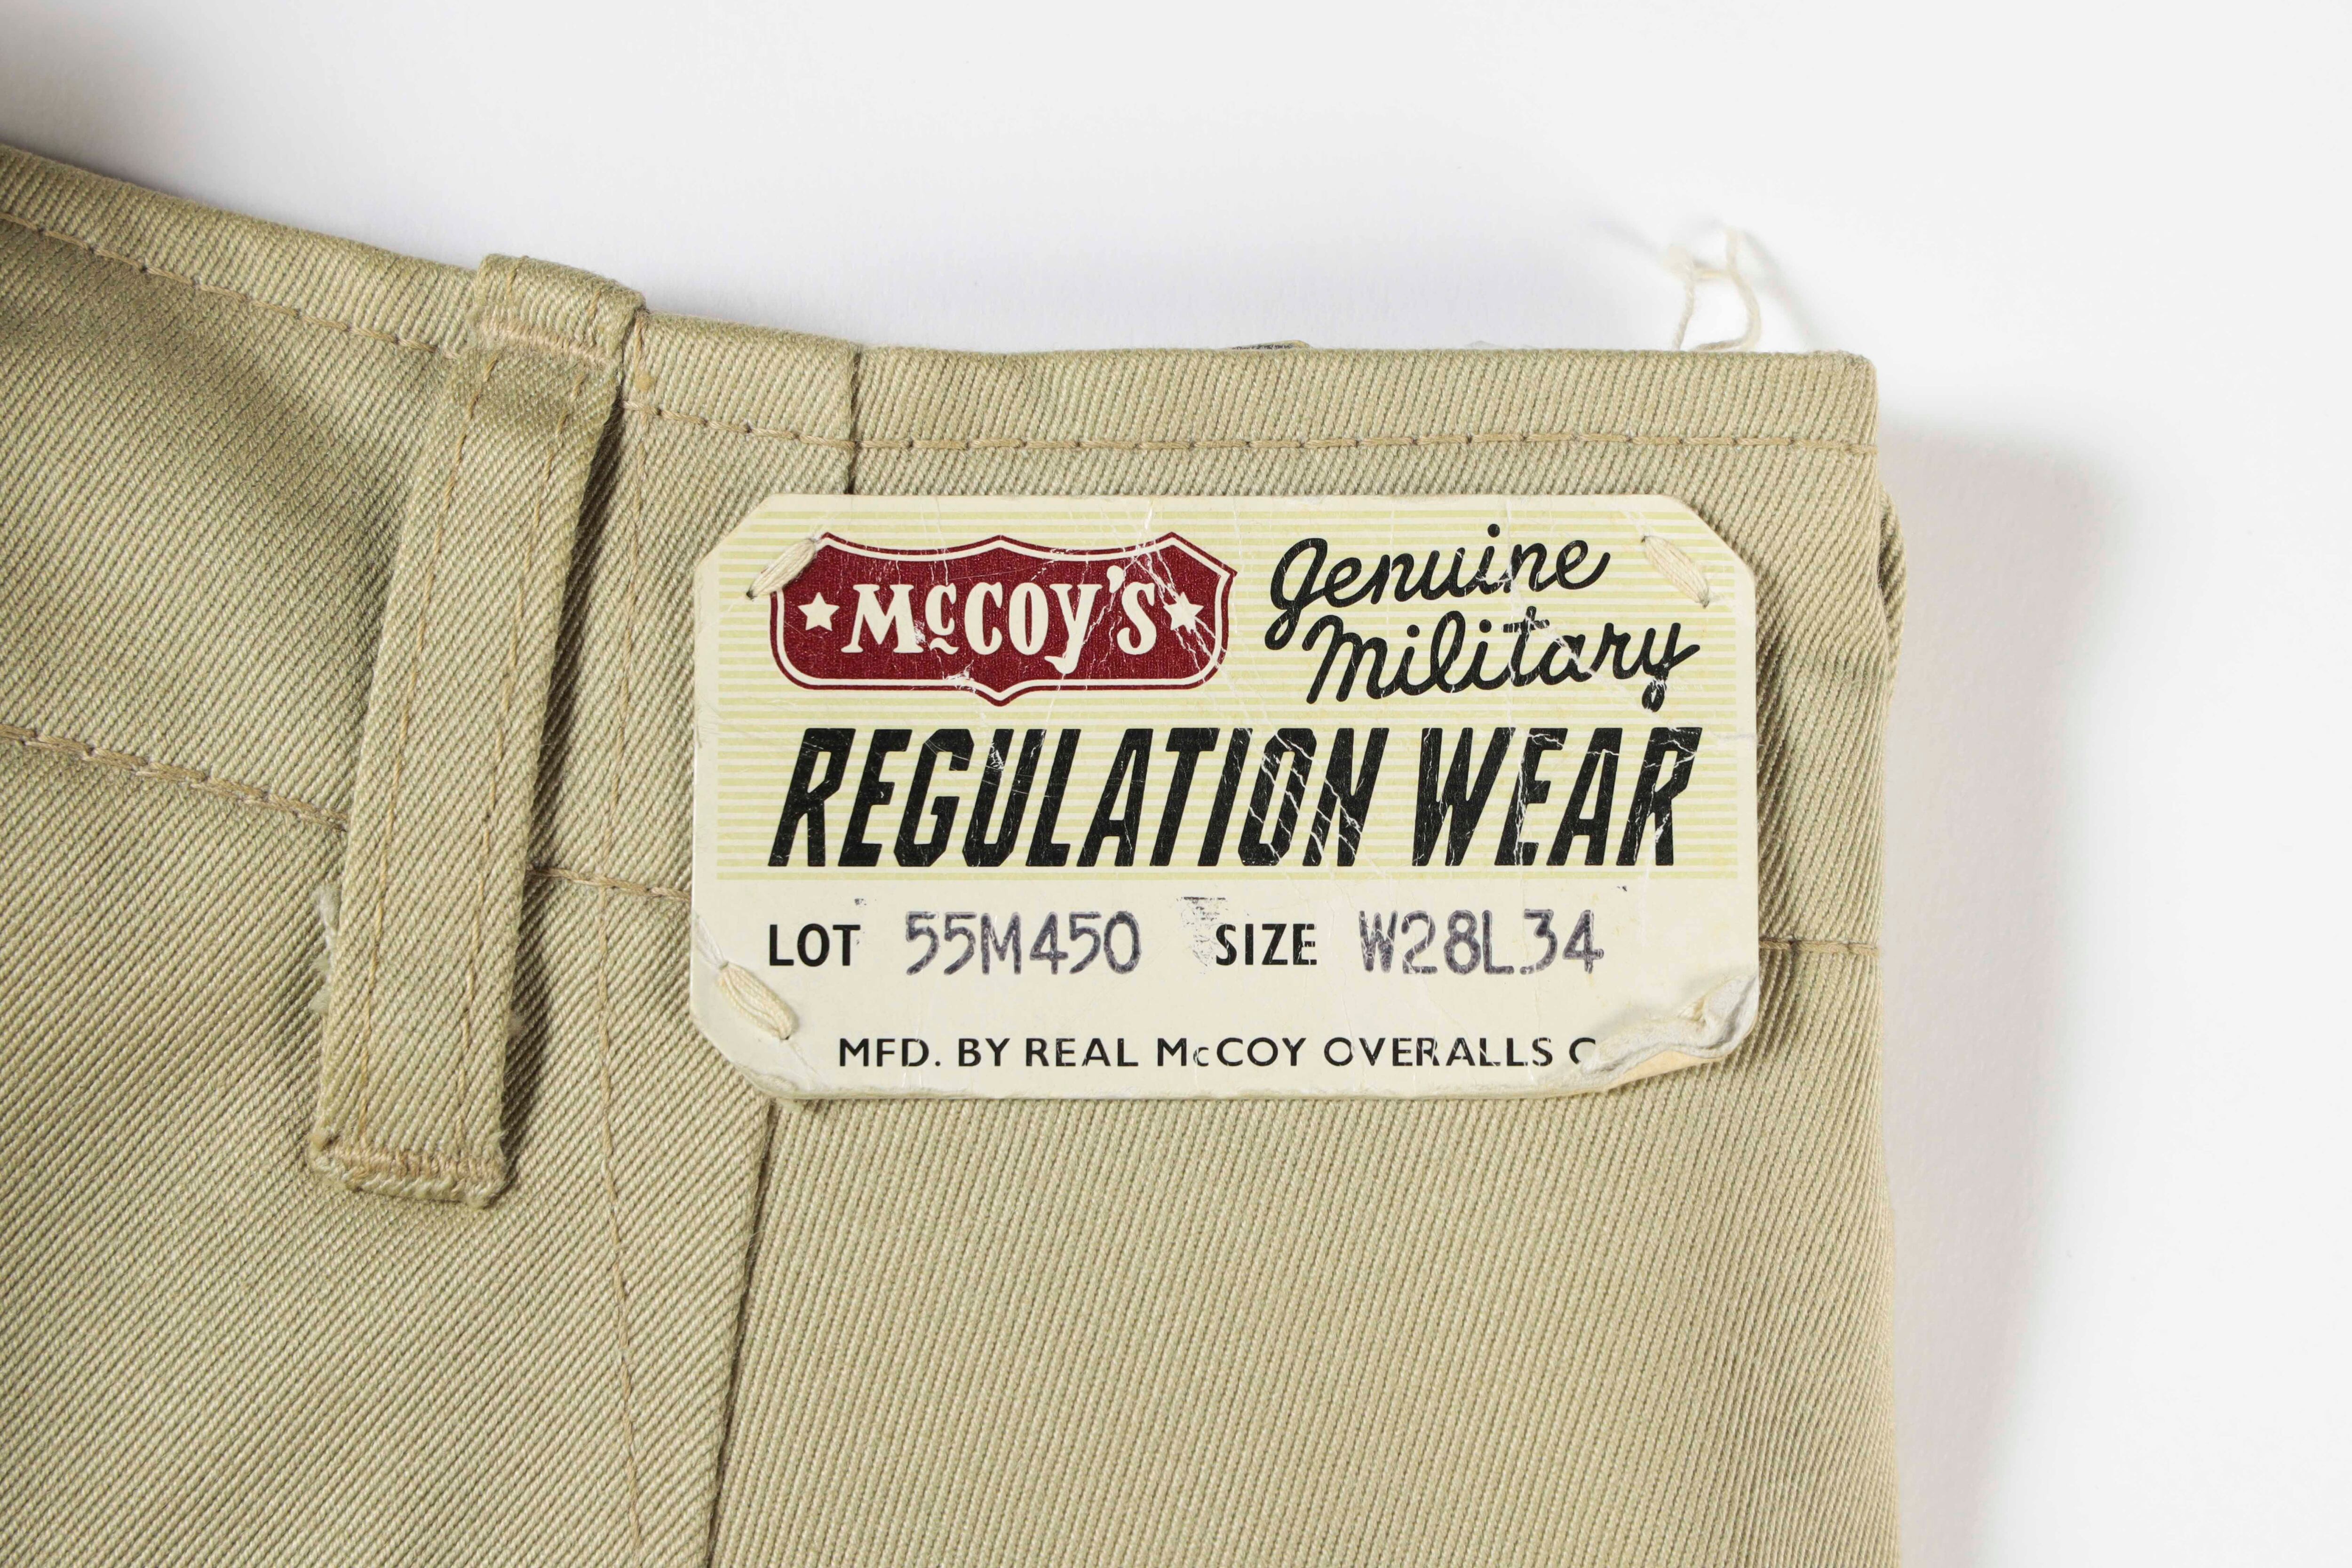 McCOY'S
Genuine
Military
REGULATION WEAR
LOT 55M450 SIZE W28L34
MFD. BY REAL McCOY OVERALLS